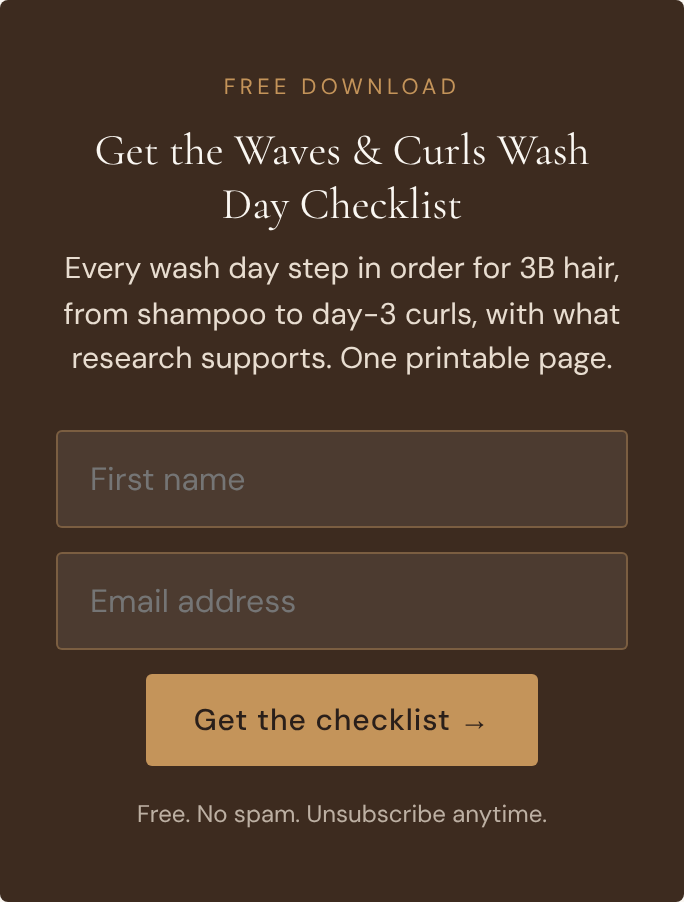 FREE DOWNLOAD
Get the Waves & Curls Wash
Day Checklist
Every wash day step in order for 3B hair,
from shampoo to day-3 curls, with what
research supports. One printable page.
First name
Email address
Get the checklist →
Free. No spam. Unsubscribe anytime.